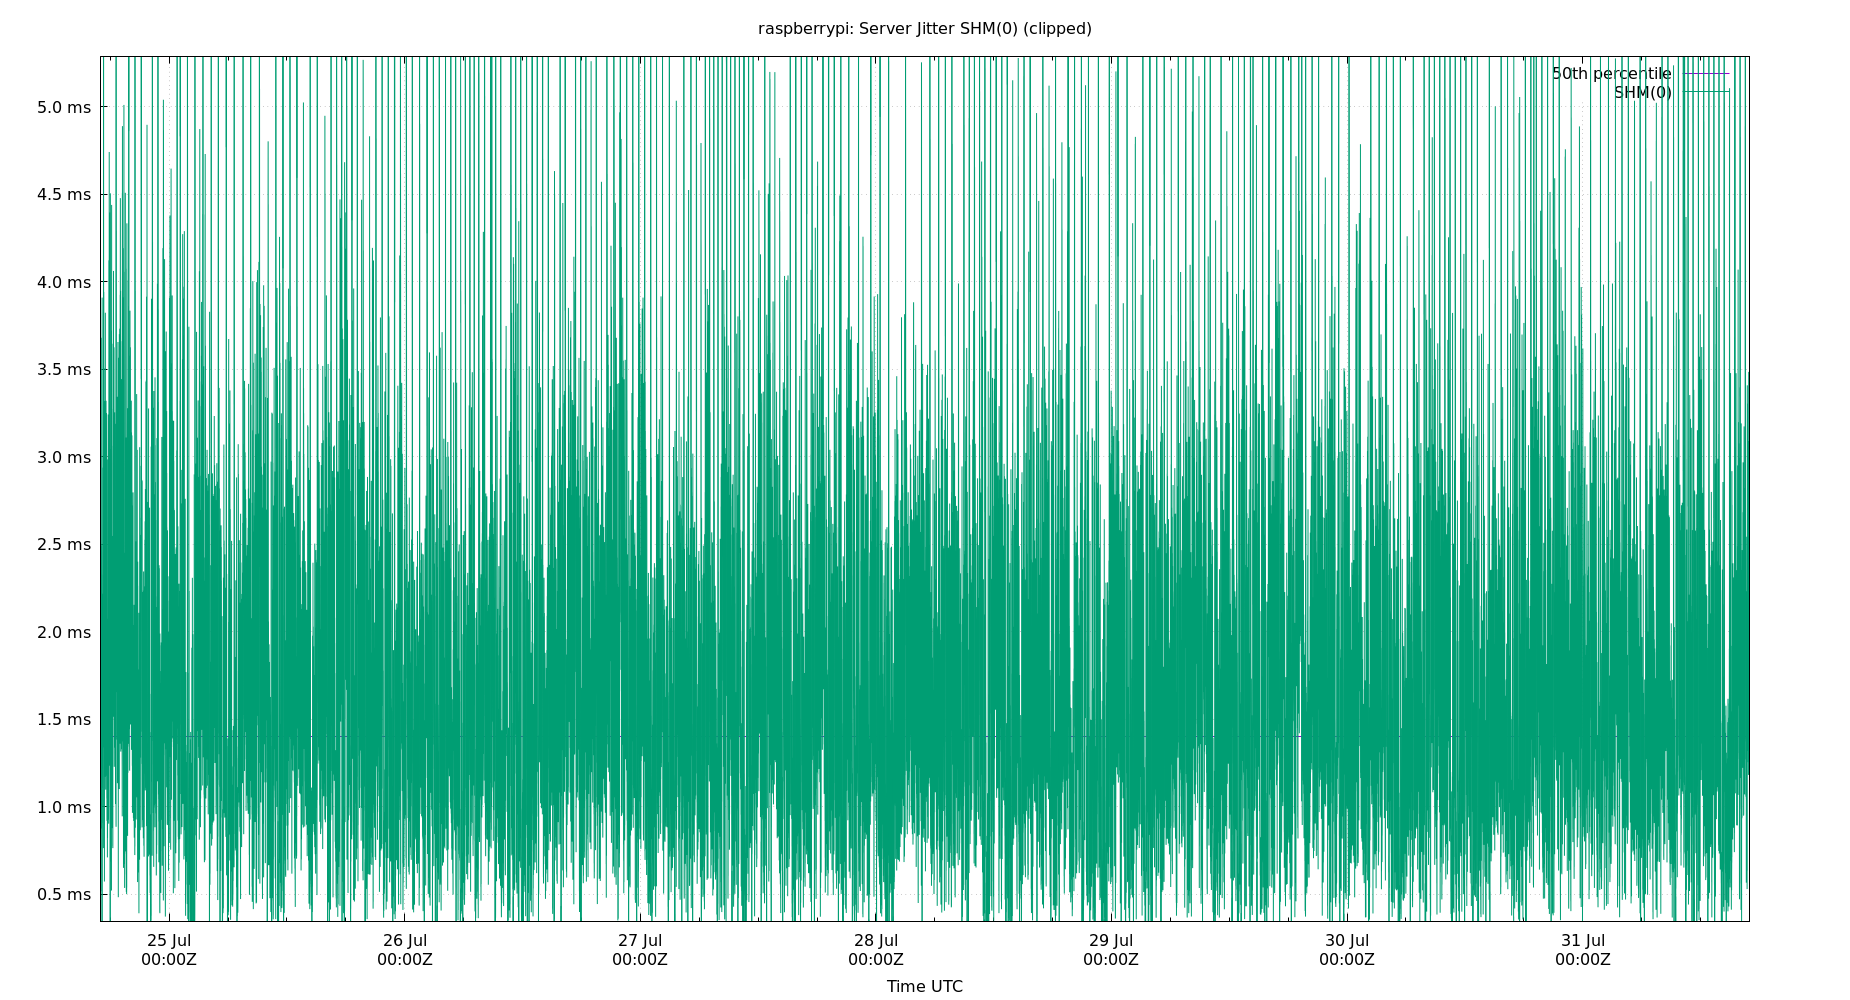 raspberrypi: Server Jitter SHM(0) (clipped)
50th percentile
SHM(0)
5.0 ms
4.5 ms
4.0 ms
3.5 ms
3.0 ms
2.5 ms
2.0 ms
1.5 ms
1.0 ms
0.5 ms
25 Jul 26 Jul 27 Jul 28 Jul 29 Jul 30 Jul 31 Jul
00:00Z 00:00Z 00:00Z 00:00Z 00:00Z 00:00Z 00:00Z
Time UTC